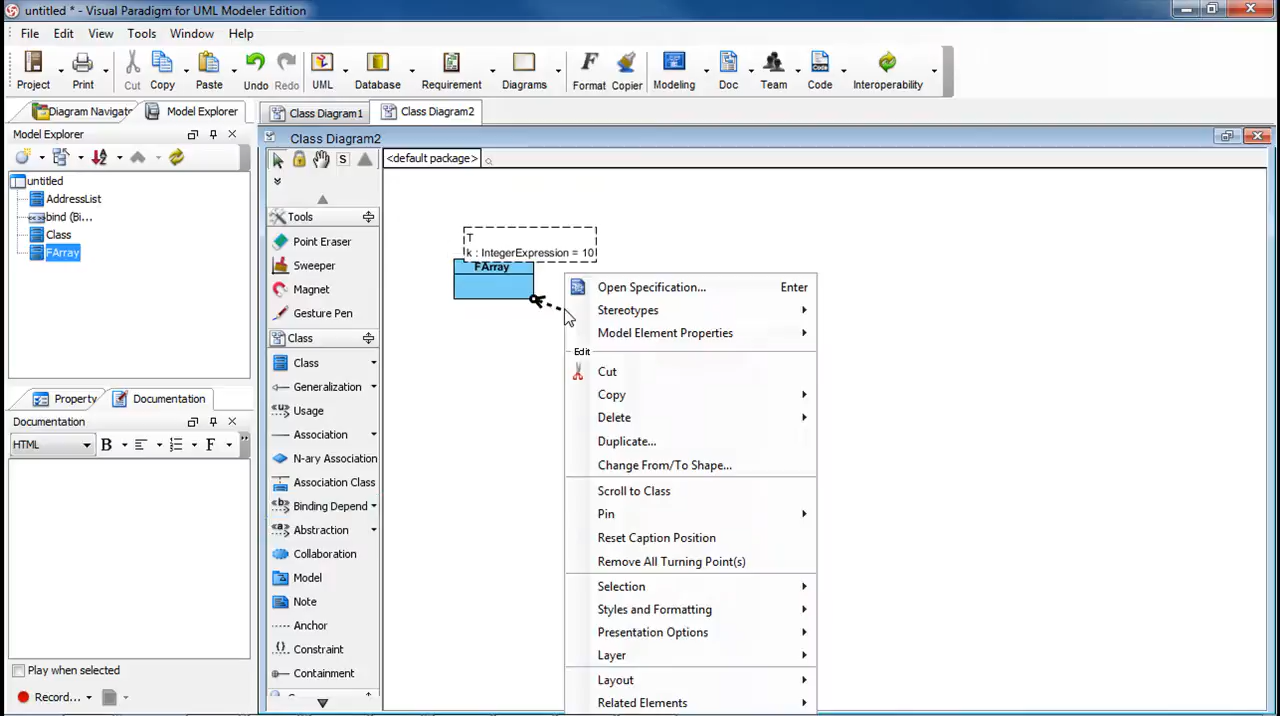 untitled * - Visual Paradigm for UML Modeler Edition
File Edit View Tools Window Help
Project Print Cut Copy Paste Undo Redo UML Database Requirement Diagrams Format Copier Modeling Doc Team Code Interoperability
Diagram Navigato Model Explorer Class Diagram1 Class Diagram2
Model Explorer
Class Diagram2
S <default package>
untitled
AddressList
bind (Bi...
Class
FArray
Tools
Point Eraser
Sweeper
Magnet
Gesture Pen
Class
Class
Generalization
Usage
Association
N-ary Association
Association Class
Binding Depend
Abstraction
Collaboration
Model
Note
Anchor
Constraint
Containment
T
k : IntegerExpression = 10
FArray
Open Specification... Enter
Stereotypes
Model Element Properties
Edit
Cut
Copy
Delete
Duplicate...
Change From/To Shape...
Scroll to Class
Pin
Reset Caption Position
Remove All Turning Point(s)
Selection
Styles and Formatting
Presentation Options
Layer
Layout
Related Elements
Property Documentation
Documentation
HTML B F
Play when selected
Record...